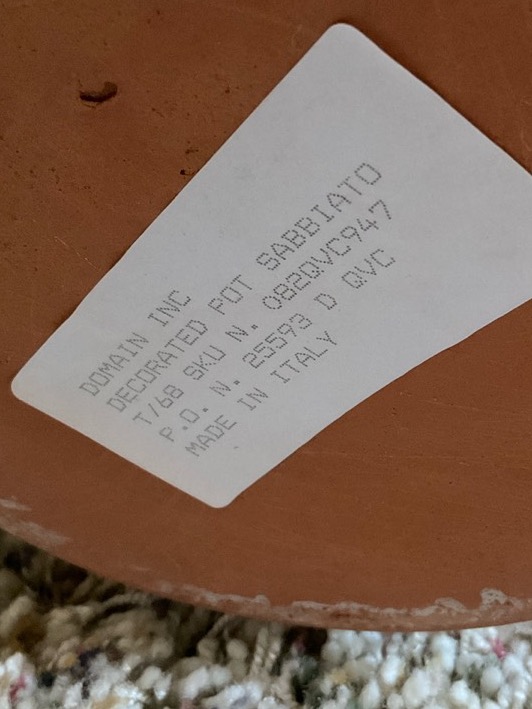 DOMAIN INC
DECORATED POT SABBIATO
T/68 SKU N. 082QVC947
P.O. N. 25593 D QVC
MADE IN ITALY